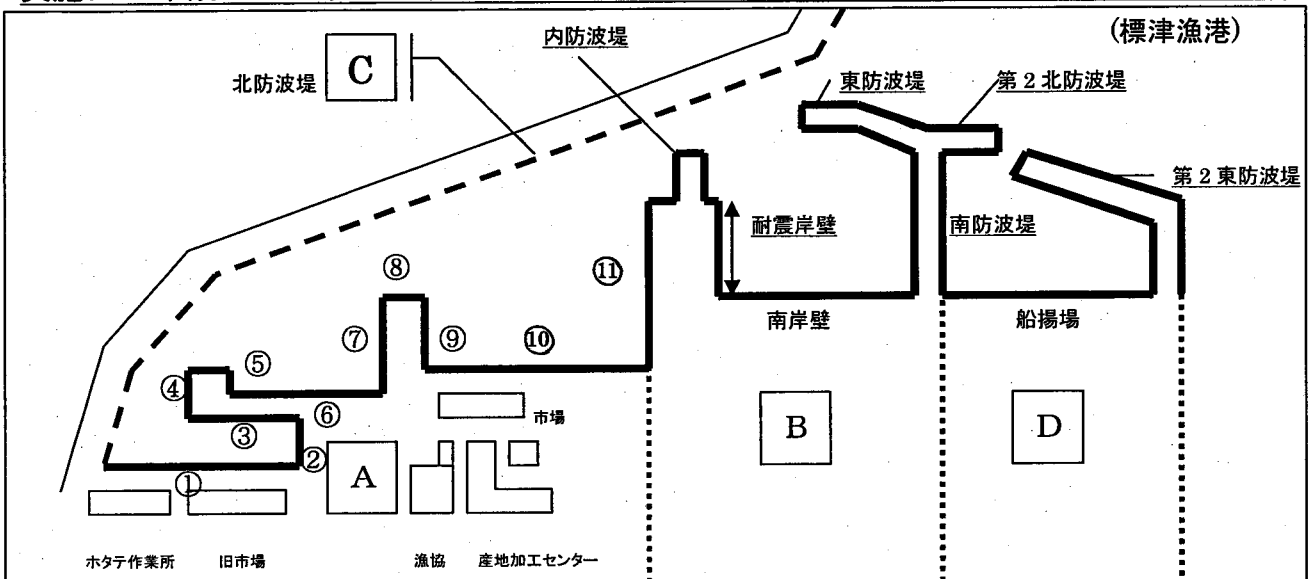 (標津漁港)
内防波堤
C
北防波堤
東防波堤
第2北防波堤
第2東防波堤
耐震岸壁
南防波堤
⑧
⑪
南岸壁
船揚場
⑦
⑨
⑩
⑤
④
⑥
市場
③
②
A
B
D
①
ホタテ作業所
旧市場
漁協
産地加工センター